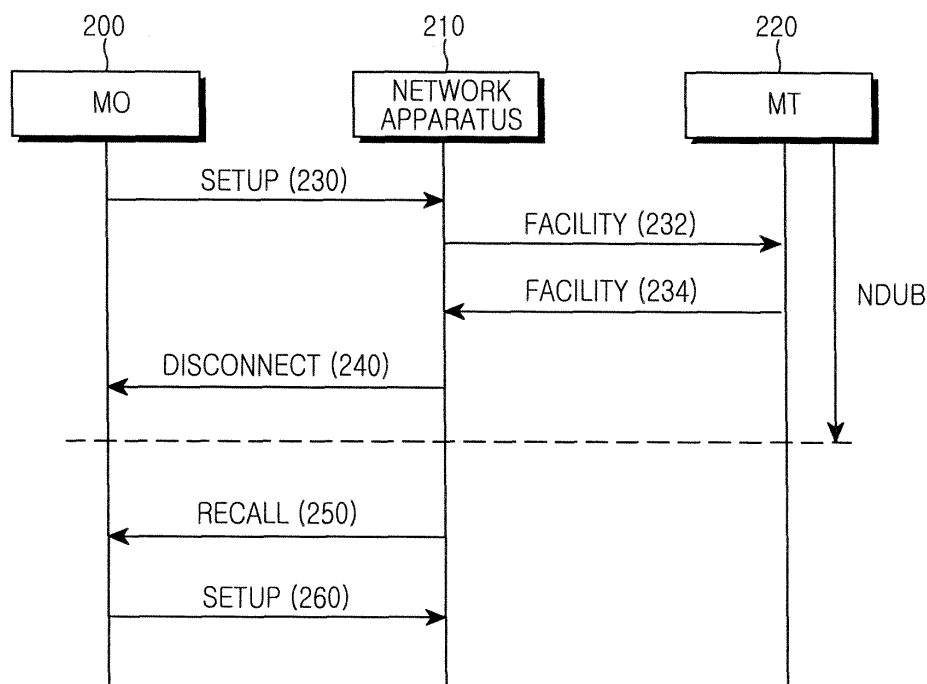 200
210
220
MO
NETWORK
APPARATUS
MT
SETUP (230)
FACILITY (232)
FACILITY (234)
NDUB
DISCONNECT (240)
RECALL (250)
SETUP (260)